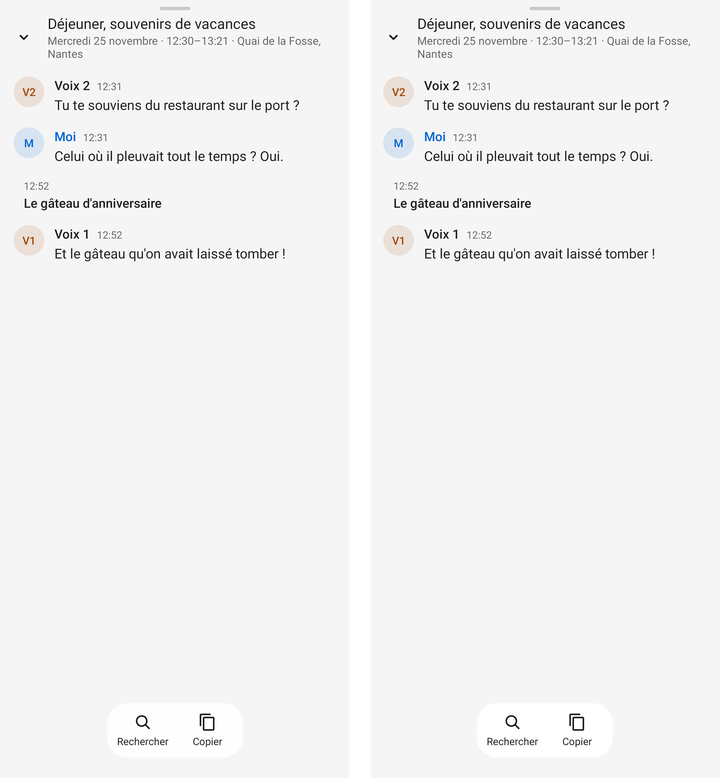 Déjeuner, souvenirs de vacances
Mercredi 25 novembre · 12:30–13:21 · Quai de la Fosse,
Nantes
V2
Voix 2 12:31
Tu te souviens du restaurant sur le port ?
M
Moi 12:31
Celui où il pleuvait tout le temps ? Oui.
12:52
Le gâteau d'anniversaire
V1
Voix 1 12:52
Et le gâteau qu'on avait laissé tomber !
Rechercher
Copier
Déjeuner, souvenirs de vacances
Mercredi 25 novembre · 12:30–13:21 · Quai de la Fosse,
Nantes
V2
Voix 2 12:31
Tu te souviens du restaurant sur le port ?
M
Moi 12:31
Celui où il pleuvait tout le temps ? Oui.
12:52
Le gâteau d'anniversaire
V1
Voix 1 12:52
Et le gâteau qu'on avait laissé tomber !
Rechercher
Copier